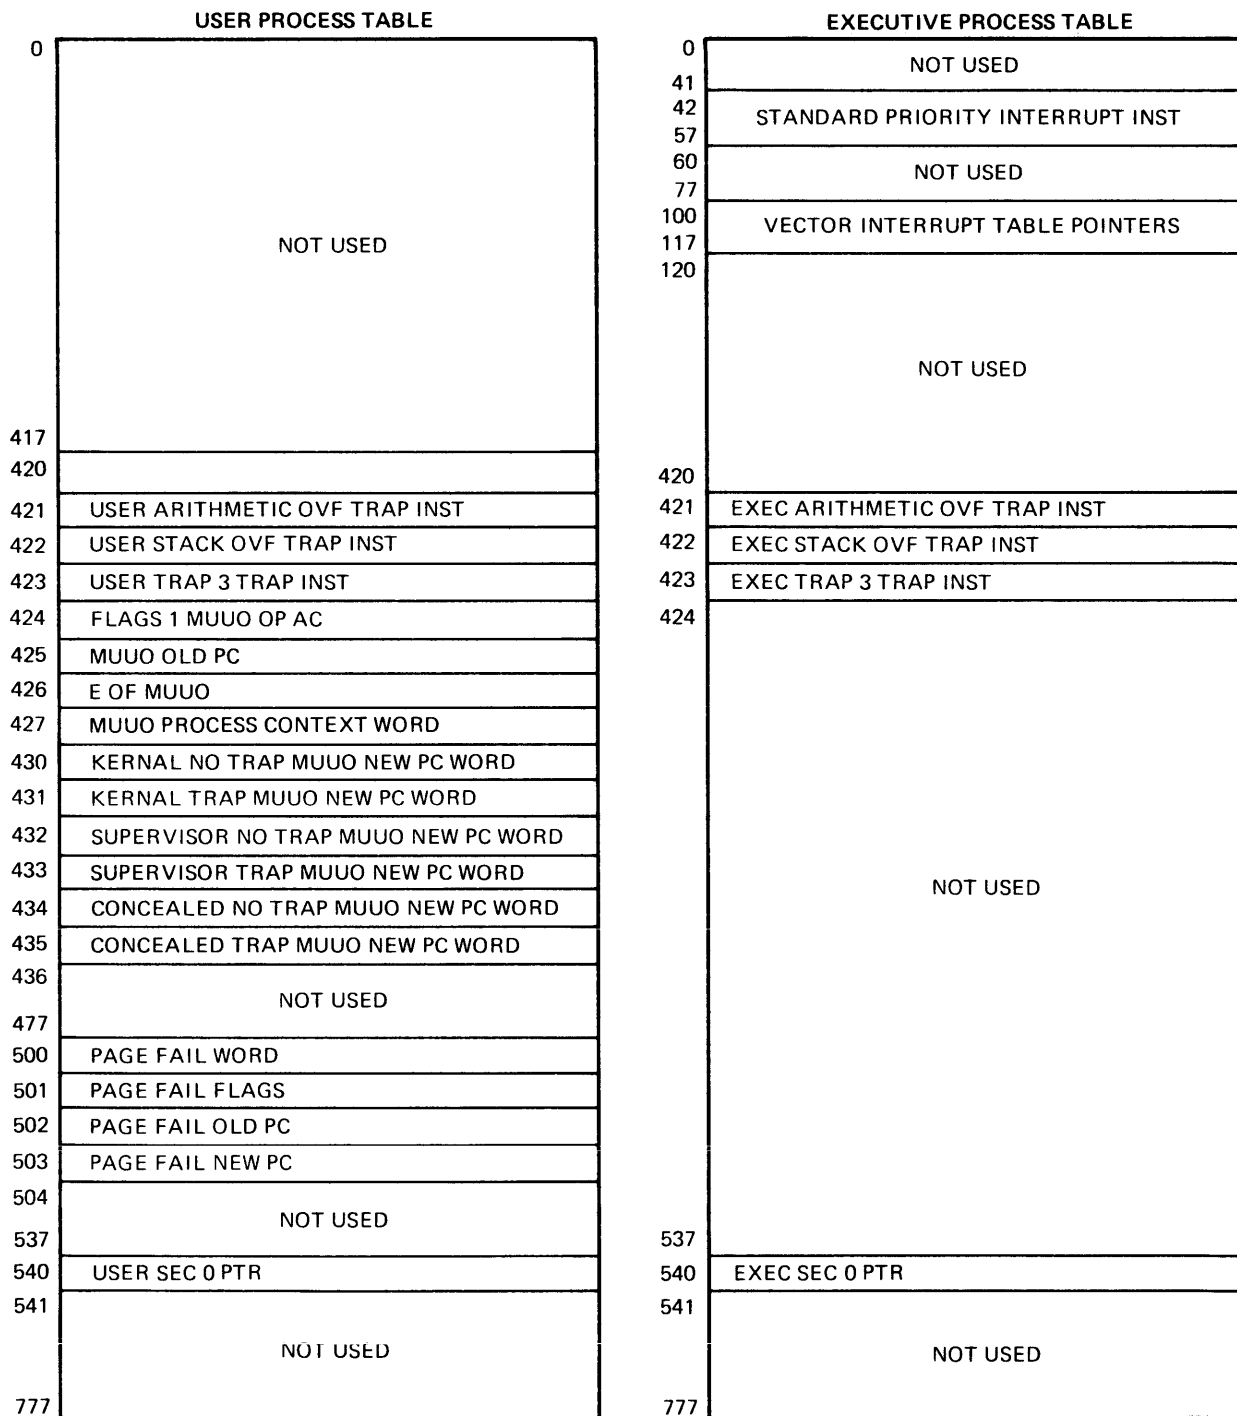 USER PROCESS TABLE
0
NOT USED
417
420
421 USER ARITHMETIC OVF TRAP INST
422 USER STACK OVF TRAP INST
423 USER TRAP 3 TRAP INST
424 FLAGS 1 MUUO OP AC
425 MUUO OLD PC
426 E OF MUUO
427 MUUO PROCESS CONTEXT WORD
430 KERNAL NO TRAP MUUO NEW PC WORD
431 KERNAL TRAP MUUO NEW PC WORD
432 SUPERVISOR NO TRAP MUUO NEW PC WORD
433 SUPERVISOR TRAP MUUO NEW PC WORD
434 CONCEALED NO TRAP MUUO NEW PC WORD
435 CONCEALED TRAP MUUO NEW PC WORD
436
NOT USED
477
500 PAGE FAIL WORD
501 PAGE FAIL FLAGS
502 PAGE FAIL OLD PC
503 PAGE FAIL NEW PC
504
NOT USED
537
540 USER SEC 0 PTR
541
NOT USED
777
EXECUTIVE PROCESS TABLE
0
NOT USED
41
42
STANDARD PRIORITY INTERRUPT INST
57
60
NOT USED
77
100
VECTOR INTERRUPT TABLE POINTERS
117
120
NOT USED
420
421 EXEC ARITHMETIC OVF TRAP INST
422 EXEC STACK OVF TRAP INST
423 EXEC TRAP 3 TRAP INST
424
NOT USED
537
540 EXEC SEC 0 PTR
541
NOT USED
777